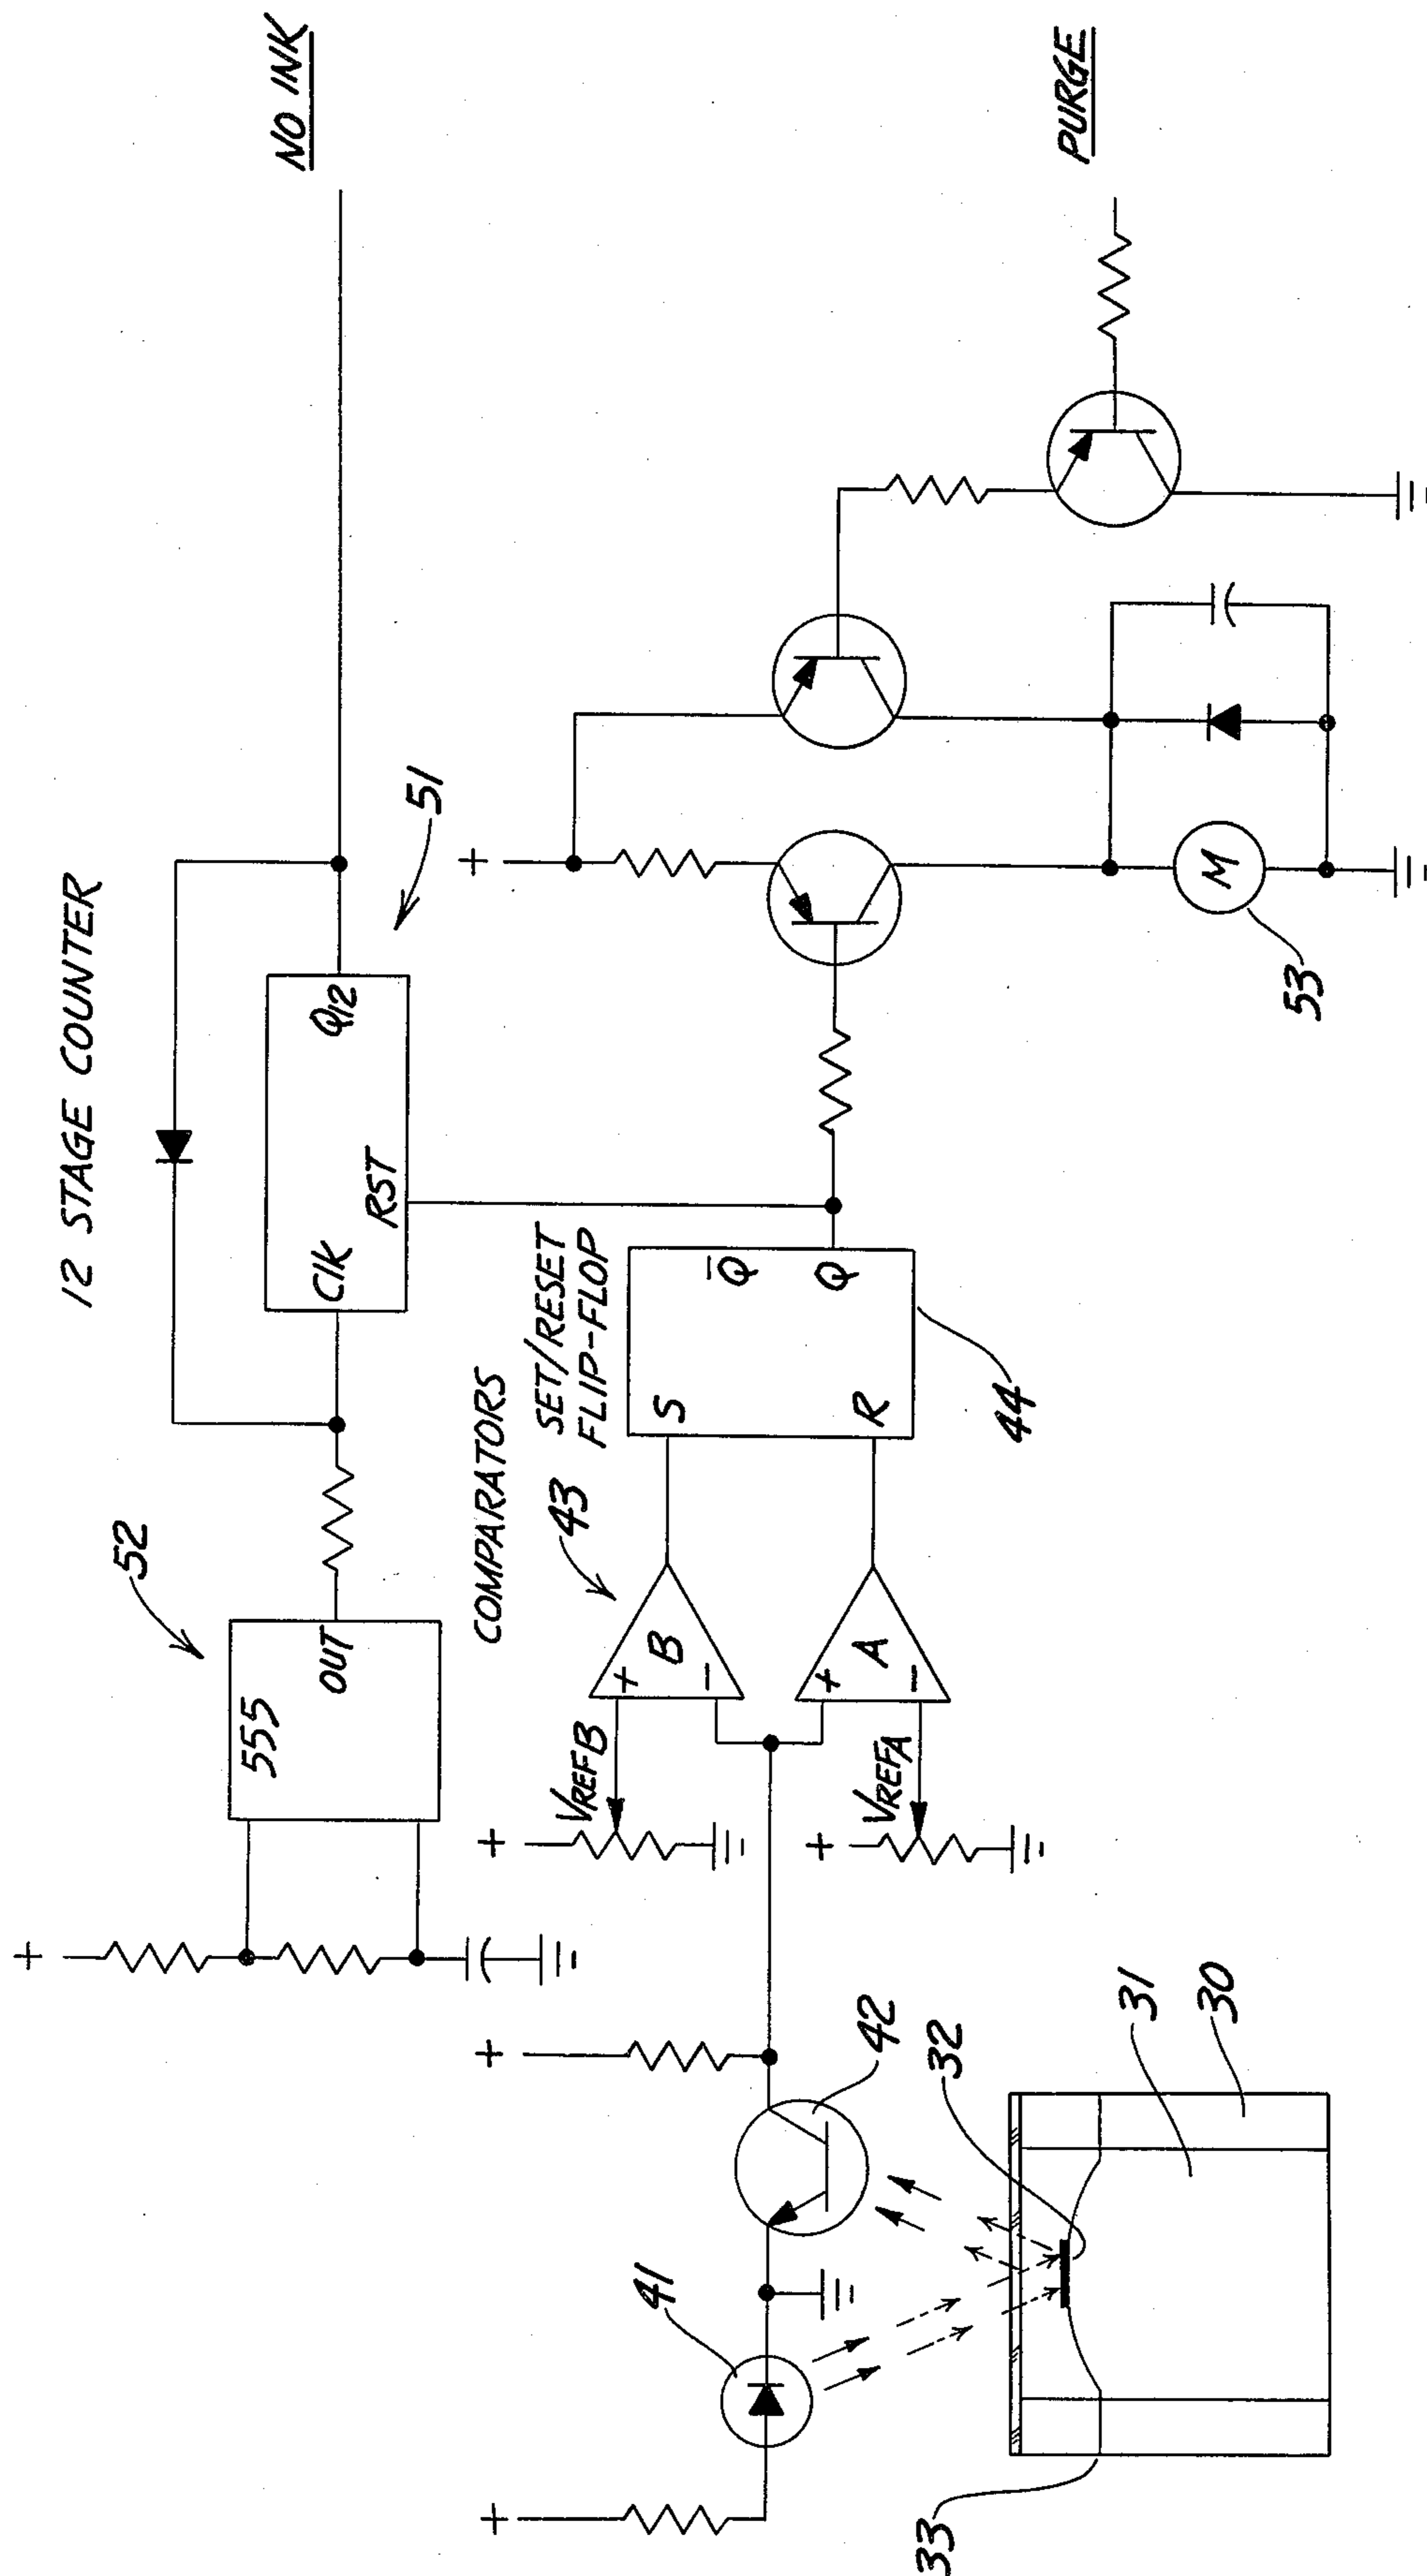 12 STAGE COUNTER
NO INK
52
555
OUT
Clk
Q12
RST
51
COMPARATORS
43
SET/RESET
FLIP-FLOP
+
+
+
+
+
+
VREFB
+
B
-
S
Q̅
Q
R
VREFA
+
A
-
44
M
53
PURGE
41
42
32
31
30
33